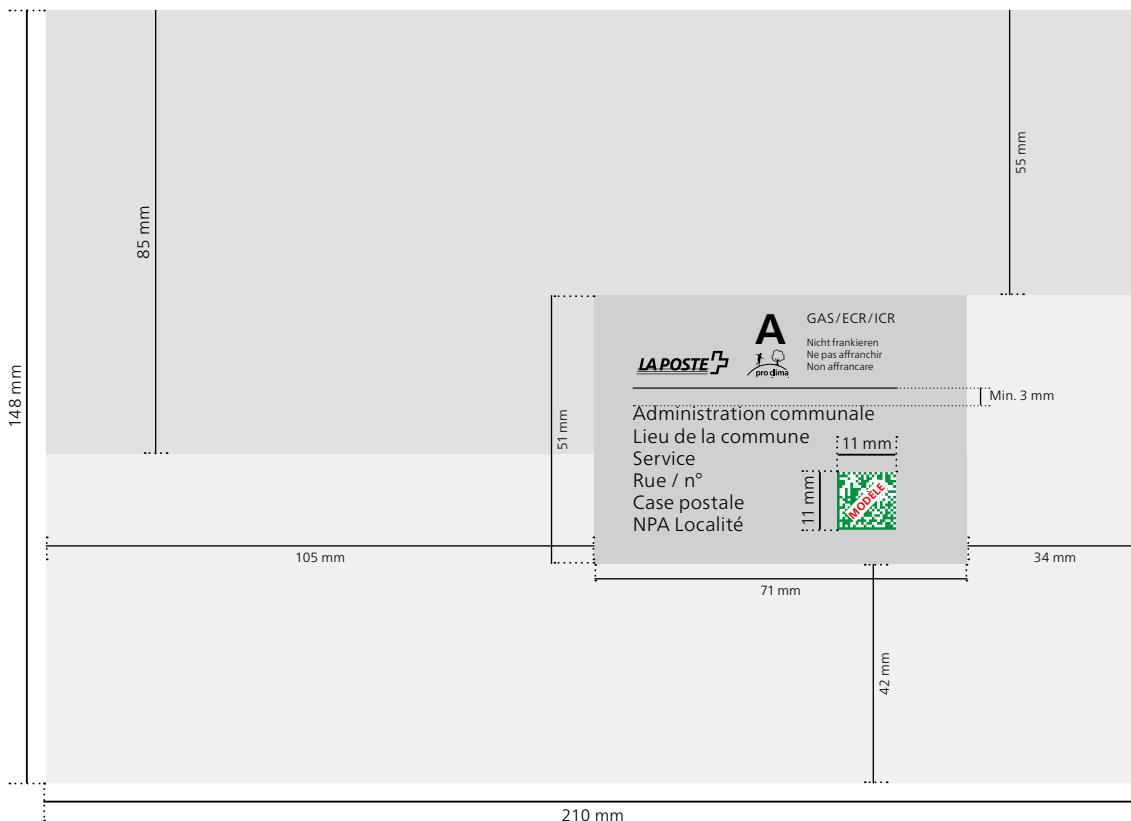 55 mm
85 mm
148 mm
A
GAS/ECR/ICR
Nicht frankieren
Ne pas affranchir
Non affrancare
LA POSTE
pro clima
Min. 3 mm
51 mm
Administration communale
Lieu de la commune
11 mm
Service
Rue / n°
11 mm
MODÈLE
Case postale
NPA Localité
105 mm
34 mm
71 mm
42 mm
210 mm